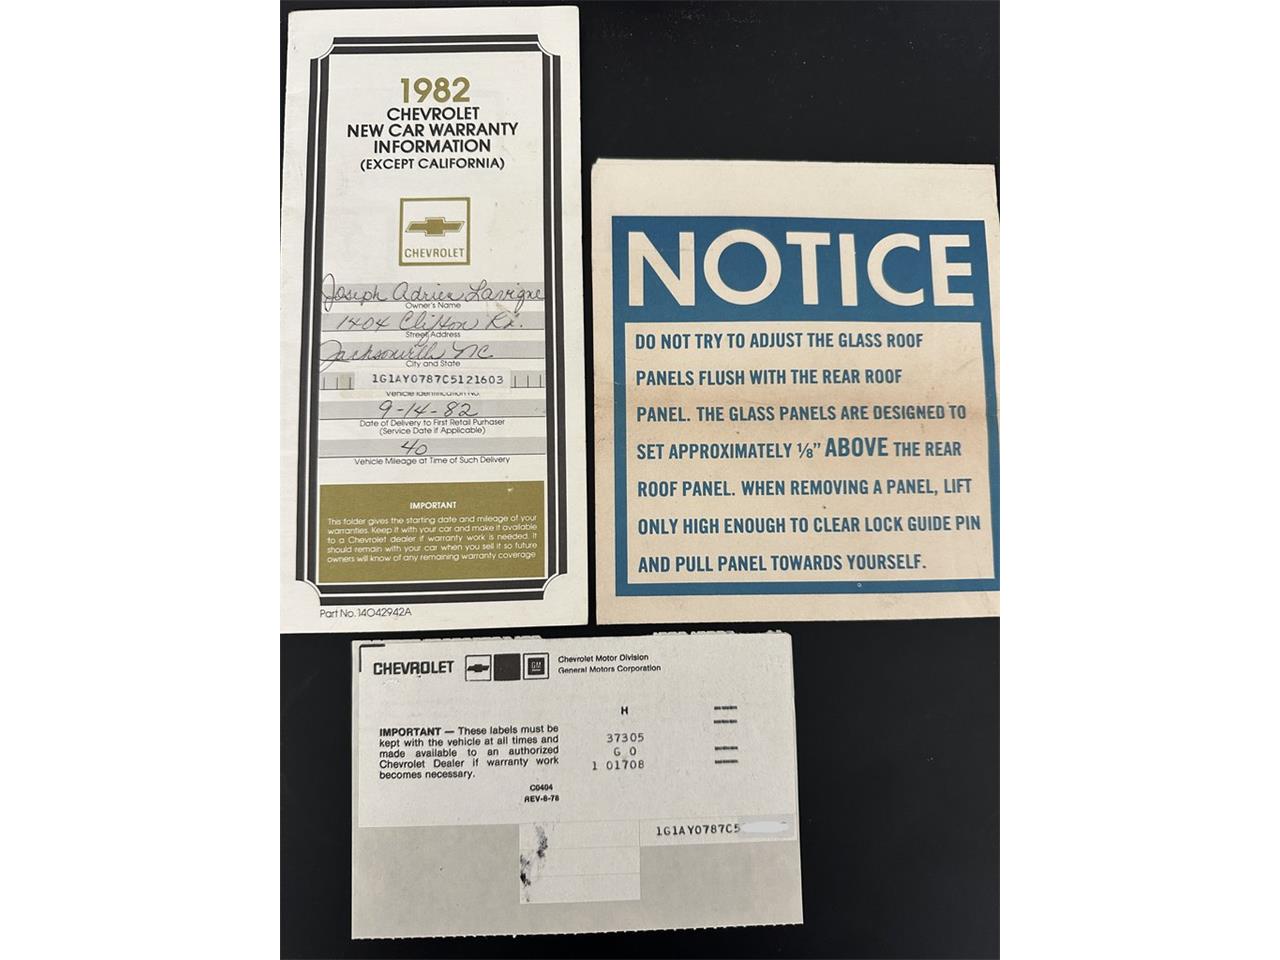 1982
CHEVROLET
NEW CAR WARRANTY
INFORMATION
(EXCEPT CALIFORNIA)
CHEVROLET
Joseph Adrien Lavigne
Owner's Name
1404 Clifton Rd.
Street Address
Jacksonville NC
City and State
1G1AY0787C5121603
Vehicle Identification No.
9-14-82
Date of Delivery to First Retail Purhaser
(Service Date if Applicable)
40
Vehicle Mileage at Time of Such Delivery
IMPORTANT
This folder gives the starting date and mileage of your
warranties. Keep it with your car and make it available
to a Chevrolet dealer if warranty work is needed. It
should remain with your car when you sell it so future
owners will know of any remaining warranty coverage
Part No. 14042942A
NOTICE
DO NOT TRY TO ADJUST THE GLASS ROOF
PANELS FLUSH WITH THE REAR ROOF
PANEL. THE GLASS PANELS ARE DESIGNED TO
SET APPROXIMATELY 1/8" ABOVE THE REAR
ROOF PANEL. WHEN REMOVING A PANEL, LIFT
ONLY HIGH ENOUGH TO CLEAR LOCK GUIDE PIN
AND PULL PANEL TOWARDS YOURSELF.
CHEVROLET GM Chevrolet Motor Division
General Motors Corporation
IMPORTANT — These labels must be
kept with the vehicle at all times and
made available to an authorized
Chevrolet Dealer if warranty work
becomes necessary.
C0404
REV-8-78
H
37305
G 0
1 01708
1G1AY0787C5